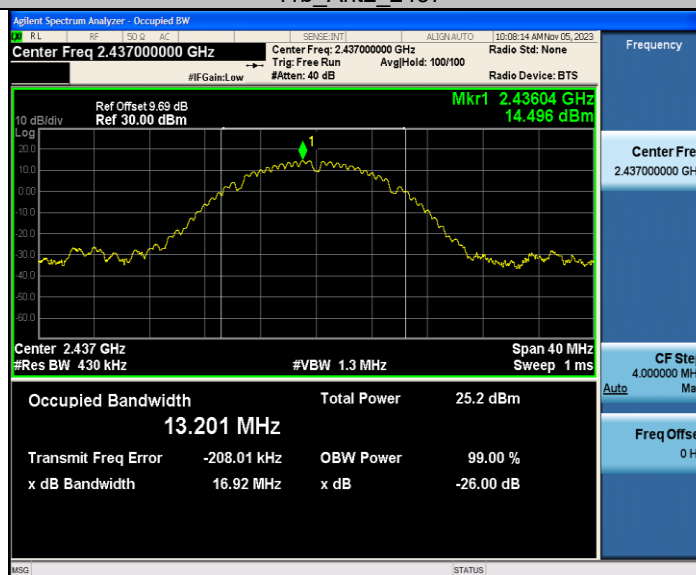 Agilent Spectrum Analyzer - Occupied BW
RL RF 50 Ω AC SENSE:INT ALIGN AUTO 10:08:14 AM Nov 05, 2023
Center Freq 2.437000000 GHz
Center Freq: 2.437000000 GHz
Radio Std: None
Trig: Free Run Avg|Hold: 100/100
#IFGain:Low #Atten: 40 dB Radio Device: BTS
Ref Offset 9.69 dB
10 dB/div Ref 30.00 dBm
Mkr1 2.43604 GHz
14.496 dBm
Log
20.0
10.0
0.00
-10.0
-20.0
-30.0
-40.0
-50.0
-60.0
1
Center 2.437 GHz Span 40 MHz
#Res BW 430 kHz #VBW 1.3 MHz Sweep 1 ms
Occupied Bandwidth Total Power 25.2 dBm
13.201 MHz
Transmit Freq Error -208.01 kHz OBW Power 99.00 %
x dB Bandwidth 16.92 MHz x dB -26.00 dB
MSG STATUS
Frequency
Center Fre
2.437000000 GH
CF Ste
4.000000 MH
Auto Ma
Freq Offse
0 H